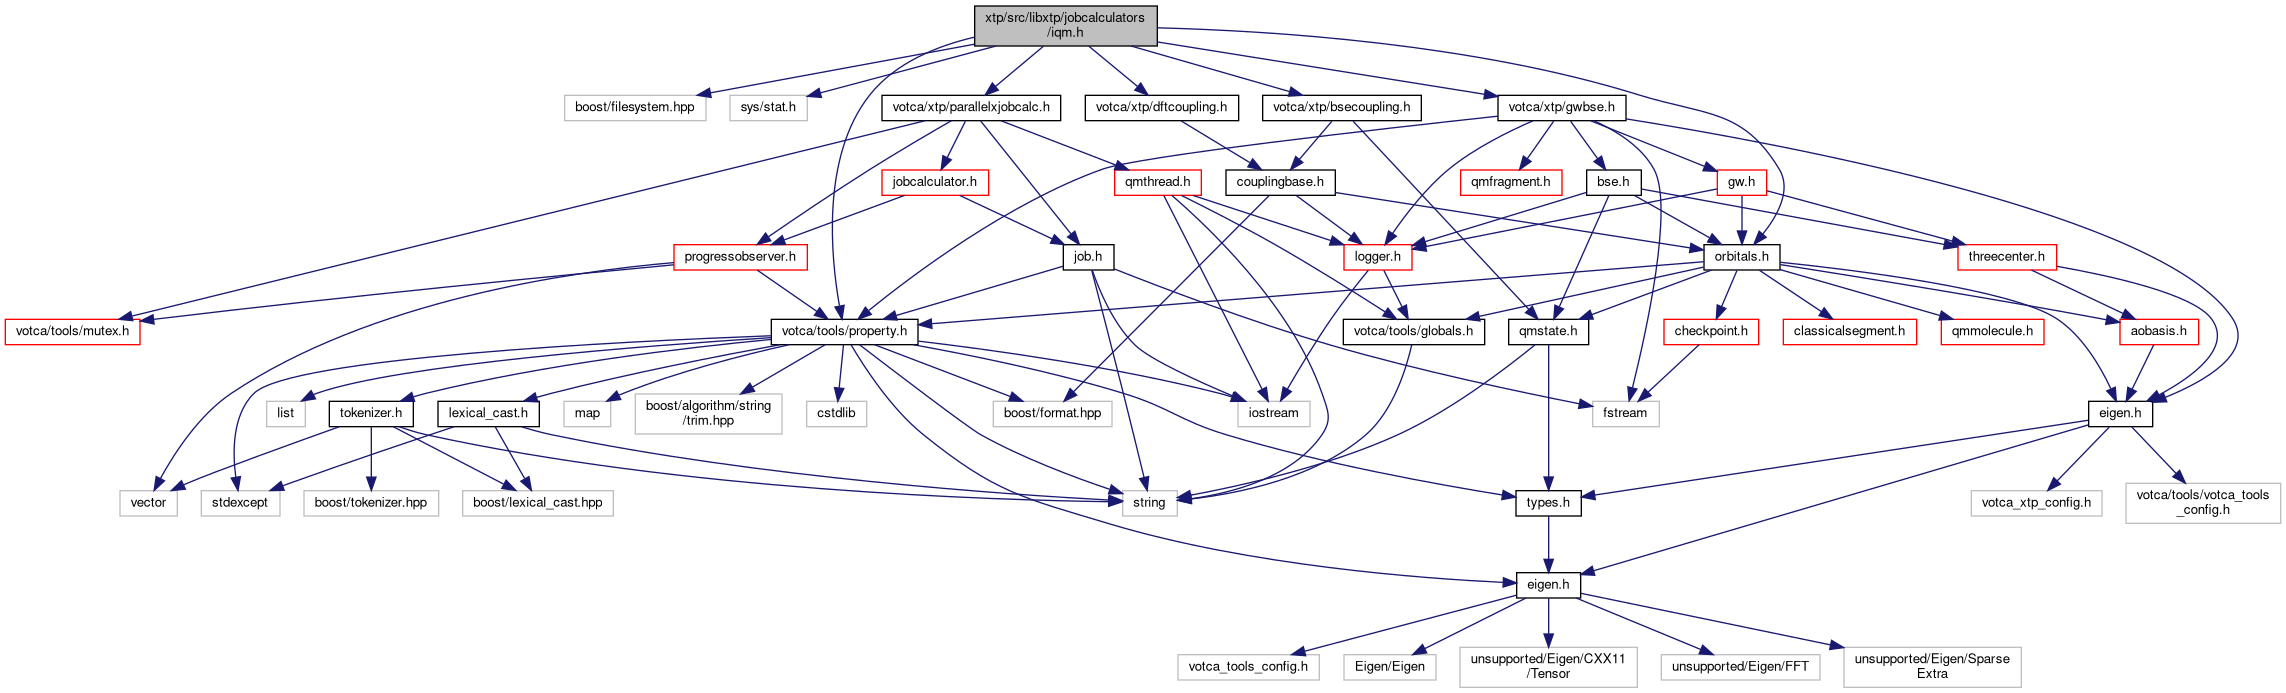 xtp/src/libxtp/jobcalculators
/iqm.h
boost/filesystem.hpp
sys/stat.h
votca/xtp/parallelxjobcalc.h
votca/xtp/dftcoupling.h
votca/xtp/bsecoupling.h
votca/xtp/gwbse.h
jobcalculator.h
qmthread.h
couplingbase.h
qmfragment.h
bse.h
gw.h
progressobserver.h
job.h
logger.h
orbitals.h
threecenter.h
votca/tools/mutex.h
votca/tools/property.h
votca/tools/globals.h
qmstate.h
checkpoint.h
classicalsegment.h
qmmolecule.h
aobasis.h
list
tokenizer.h
lexical_cast.h
map
boost/algorithm/string
/trim.hpp
cstdlib
boost/format.hpp
iostream
fstream
eigen.h
vector
stdexcept
boost/tokenizer.hpp
boost/lexical_cast.hpp
string
types.h
votca_xtp_config.h
votca/tools/votca_tools
_config.h
eigen.h
votca_tools_config.h
Eigen/Eigen
unsupported/Eigen/CXX11
/Tensor
unsupported/Eigen/FFT
unsupported/Eigen/Sparse
Extra